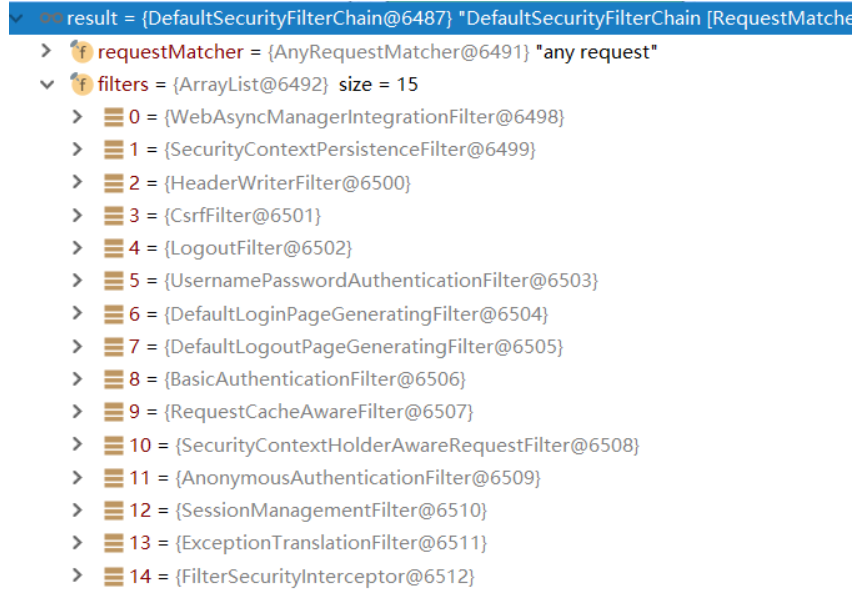 result = {DefaultSecurityFilterChain@6487} "DefaultSecurityFilterChain [RequestMatche
requestMatcher = {AnyRequestMatcher@6491} "any request"
filters = {ArrayList@6492} size = 15
0 = {WebAsyncManagerIntegrationFilter@6498}
1 = {SecurityContextPersistenceFilter@6499}
2 = {HeaderWriterFilter@6500}
3 = {CsrfFilter@6501}
4 = {LogoutFilter@6502}
5 = {UsernamePasswordAuthenticationFilter@6503}
6 = {DefaultLoginPageGeneratingFilter@6504}
7 = {DefaultLogoutPageGeneratingFilter@6505}
8 = {BasicAuthenticationFilter@6506}
9 = {RequestCacheAwareFilter@6507}
10 = {SecurityContextHolderAwareRequestFilter@6508}
11 = {AnonymousAuthenticationFilter@6509}
12 = {SessionManagementFilter@6510}
13 = {ExceptionTranslationFilter@6511}
14 = {FilterSecurityInterceptor@6512}